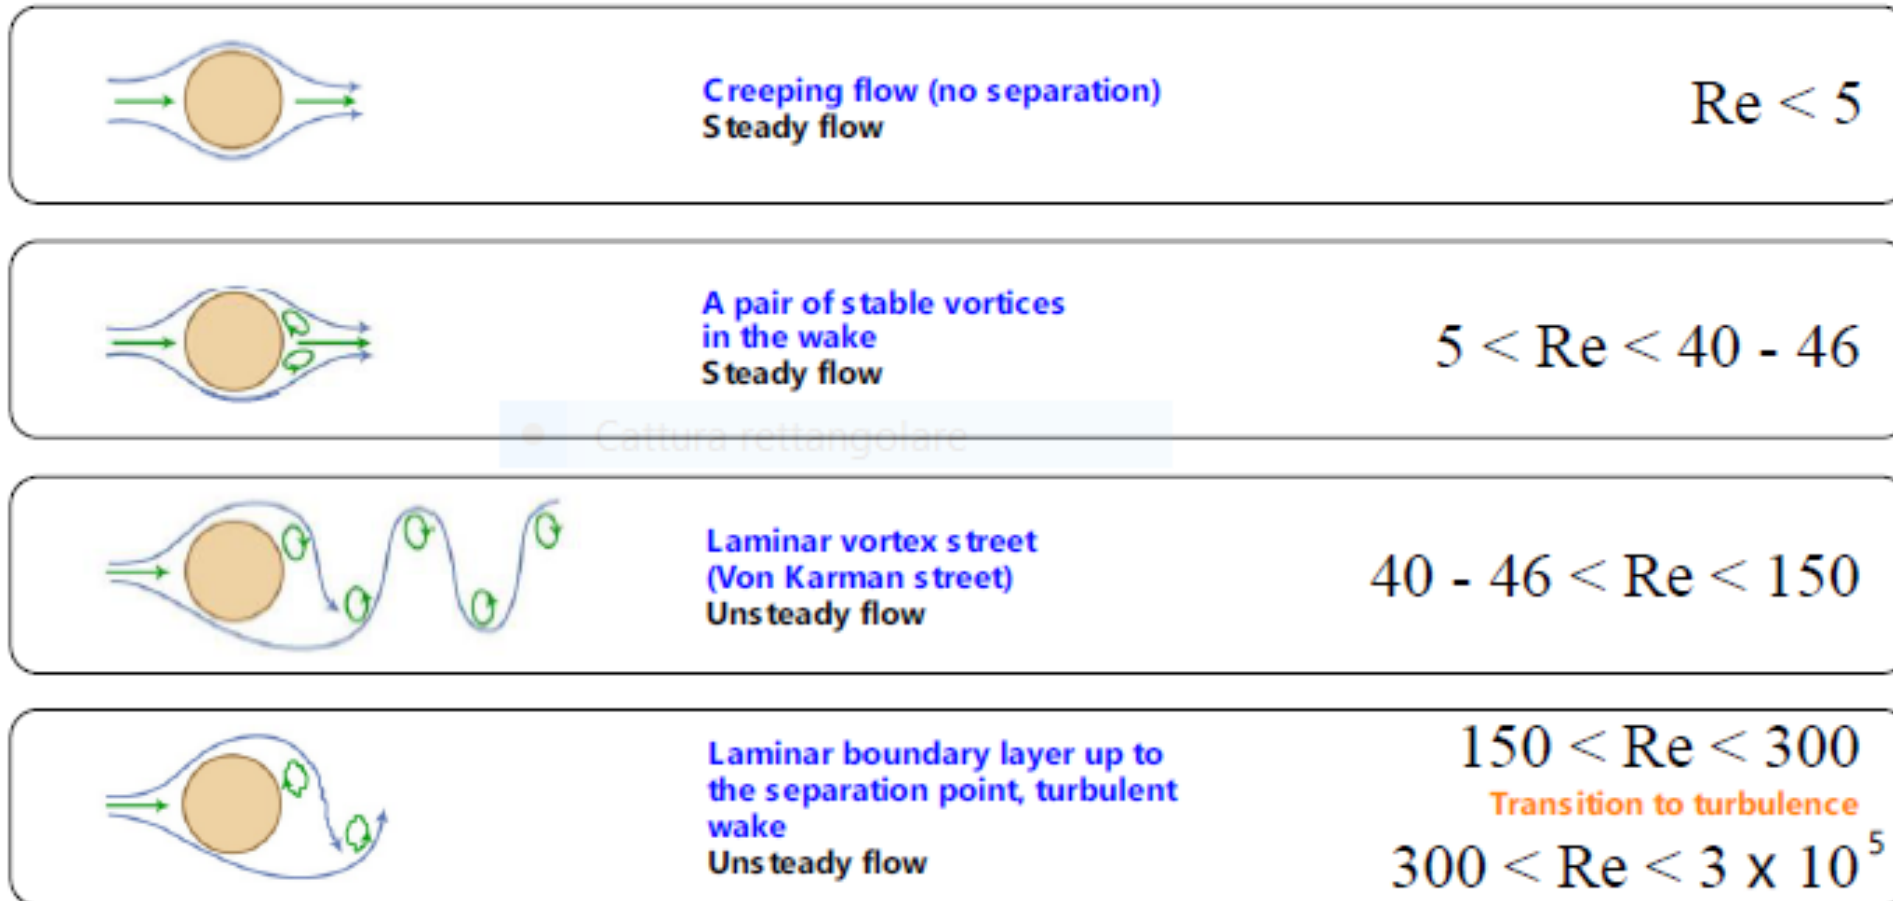 Creeping flow (no separation)
Steady flow
Re < 5
A pair of stable vortices
in the wake
Steady flow
5 < Re < 40 - 46
Cattura rettangolare
Laminar vortex street
(Von Karman street)
Unsteady flow
40 - 46 < Re < 150
Laminar boundary layer up to
the separation point, turbulent
wake
Unsteady flow
150 < Re < 300
Transition to turbulence
300 < Re < 3 x 10⁵